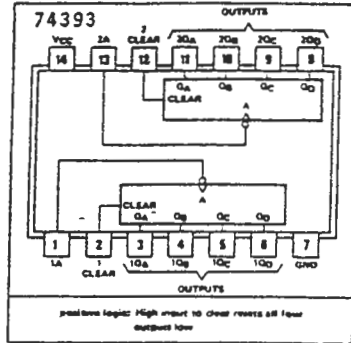 74393
OUTPUTS
VCC 2A 2 CLEAR 2QA 2QB 2QC 2QD
14 13 12 11 10 9 8
QA QB QC QD
CLEAR
A
A
CLEAR
QA QB QC QD
1 2 3 4 5 6 7
1A 1 CLEAR 1QA 1QB 1QC 1QD GND
OUTPUTS
positive logic: High input to clear resets all four
outputs low